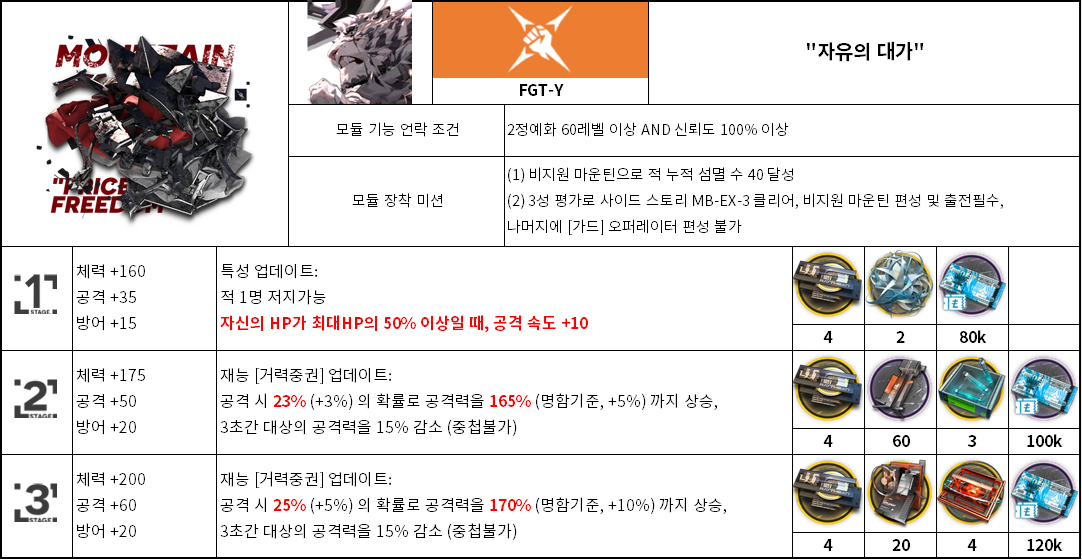 MOUNTAIN
"PRICE
FREEDOM
FGT-Y
"자유의 대가"
모듈 기능 언락 조건
2정예화 60레벨 이상 AND 신뢰도 100% 이상
모듈 장착 미션
(1) 비지원 마운틴으로 적 누적 섬멸 수 40 달성
(2) 3성 평가로 사이드 스토리 MB-EX-3 클리어, 비지원 마운틴 편성 및 출전필수,
나머지에 [가드] 오퍼레이터 편성 불가
1
STAGE.
체력 +160
공격 +35
방어 +15
특성 업데이트:
적 1명 저지가능
자신의 HP가 최대HP의 50% 이상일 때, 공격 속도 +10
4
2
80k
2
STAGE.
체력 +175
공격 +50
방어 +20
재능 [거력중권] 업데이트:
공격 시 23% (+3%) 의 확률로 공격력을 165% (명함기준, +5%) 까지 상승,
3초간 대상의 공격력을 15% 감소 (중첩불가)
4
60
3
100k
3
STAGE
체력 +200
공격 +60
방어 +20
재능 [거력중권] 업데이트:
공격 시 25% (+5%) 의 확률로 공격력을 170% (명함기준, +10%) 까지 상승,
3초간 대상의 공격력을 15% 감소 (중첩불가)
4
20
4
120k